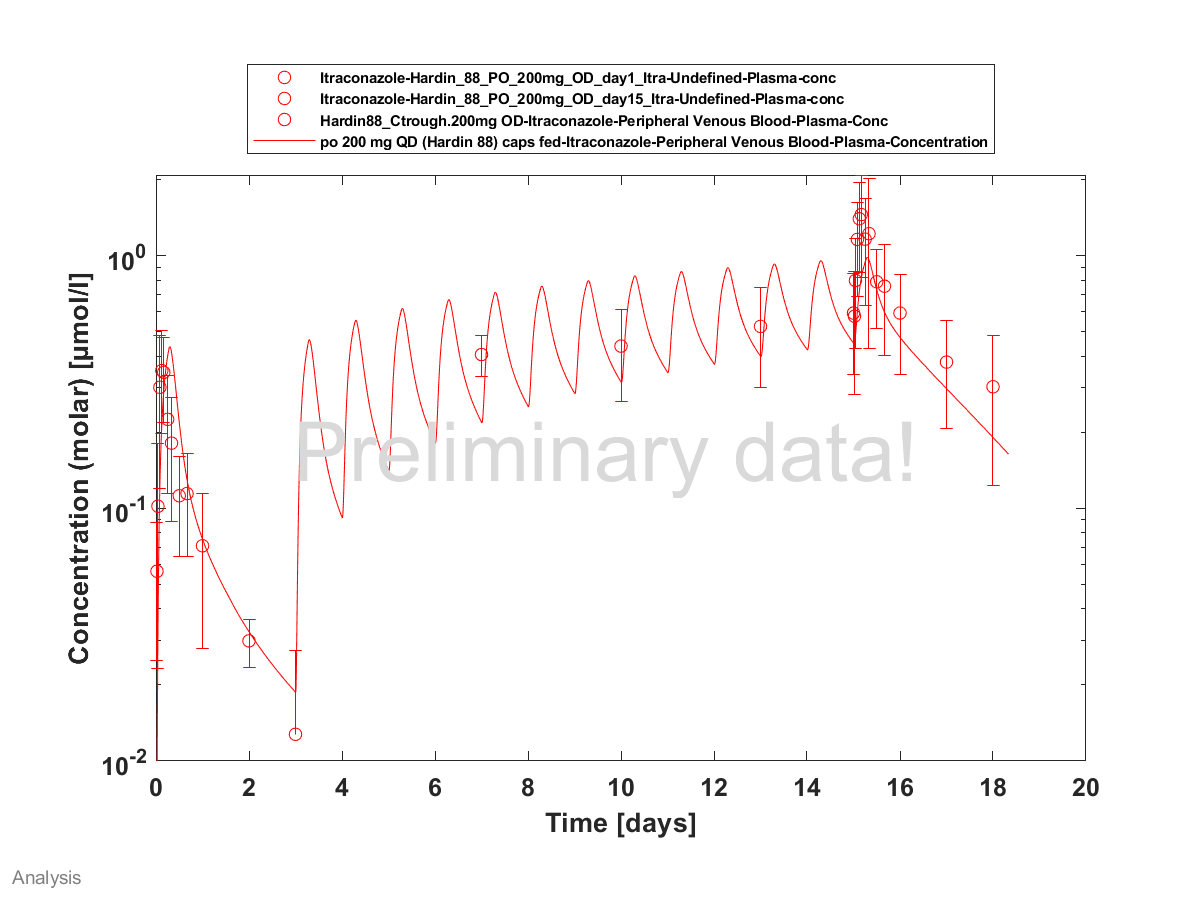 Itraconazole-Hardin_88_PO_200mg_OD_day1_Itra-Undefined-Plasma-conc
Itraconazole-Hardin_88_PO_200mg_OD_day15_Itra-Undefined-Plasma-conc
Hardin88_Ctrough.200mg OD-Itraconazole-Peripheral Venous Blood-Plasma-Conc
po 200 mg QD (Hardin 88) caps fed-Itraconazole-Peripheral Venous Blood-Plasma-Concentration
Concentration (molar) [µmol/l]
10^0
10^-1
10^-2
Preliminary data!
0 2 4 6 8 10 12 14 16 18 20
Time [days]
Analysis